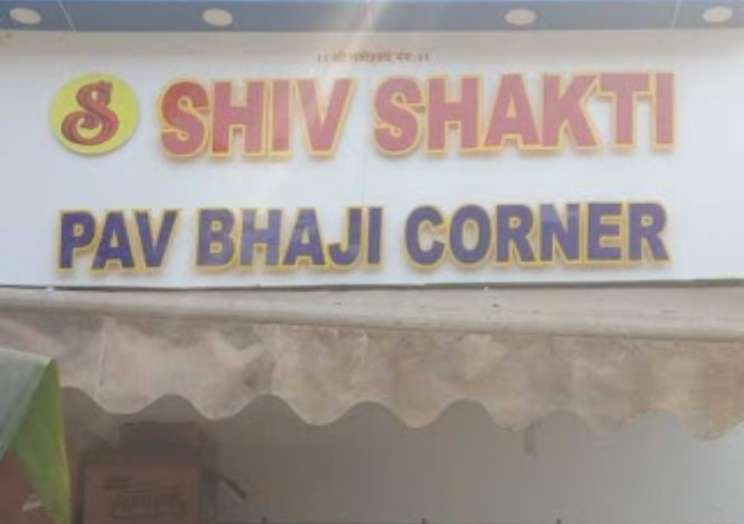 S SHIV SHAKTI
PAV BHAJI CORNER